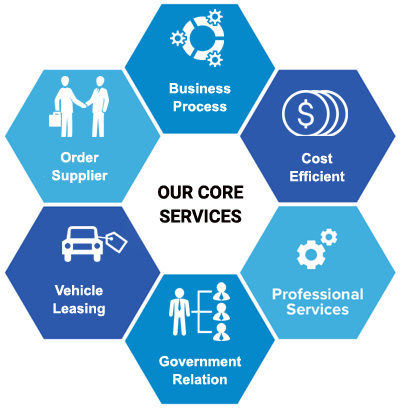 Business
Process
Order
Supplier
Cost
Efficient
OUR CORE
SERVICES
Vehicle
Leasing
Professional
Services
Government
Relation